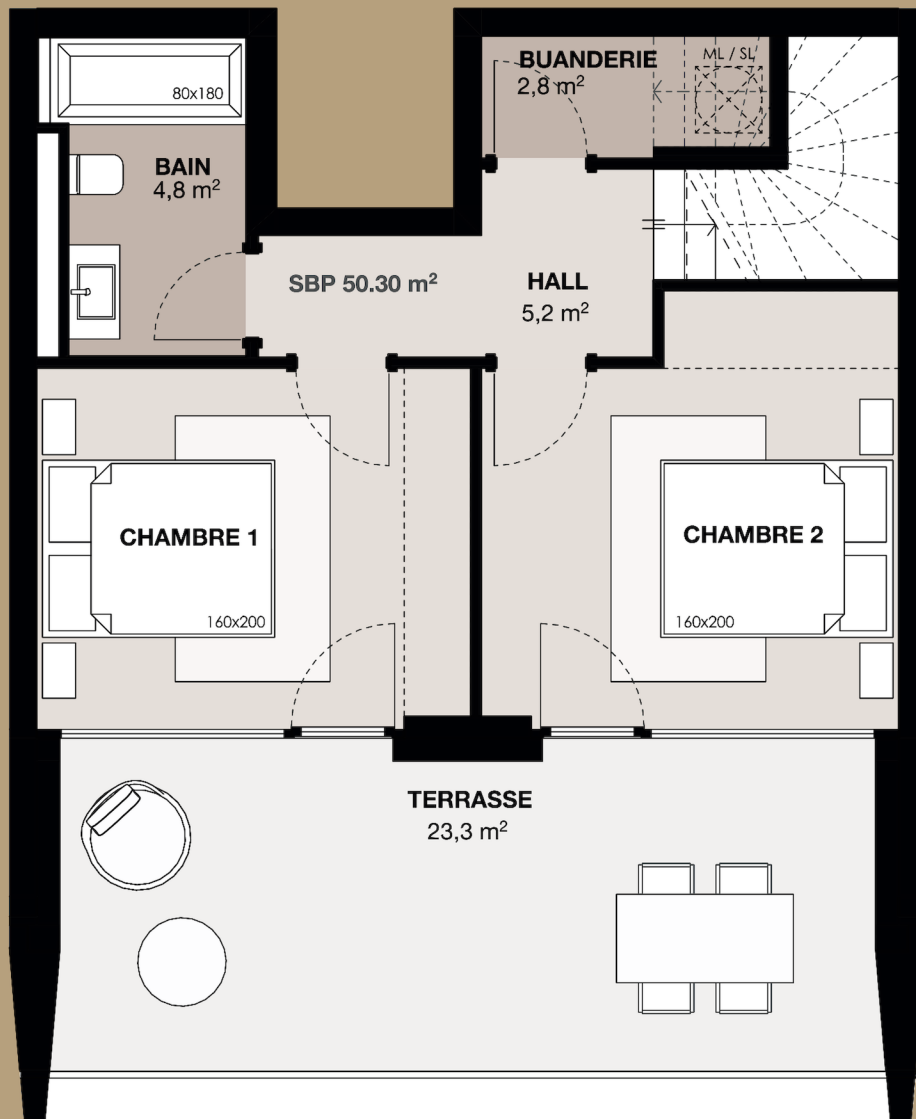 BUANDERIE
2,8 m²
ML / SL
80x180
BAIN
4,8 m²
SBP 50.30 m²
HALL
5,2 m²
CHAMBRE 1
160x200
CHAMBRE 2
160x200
TERRASSE
23,3 m²